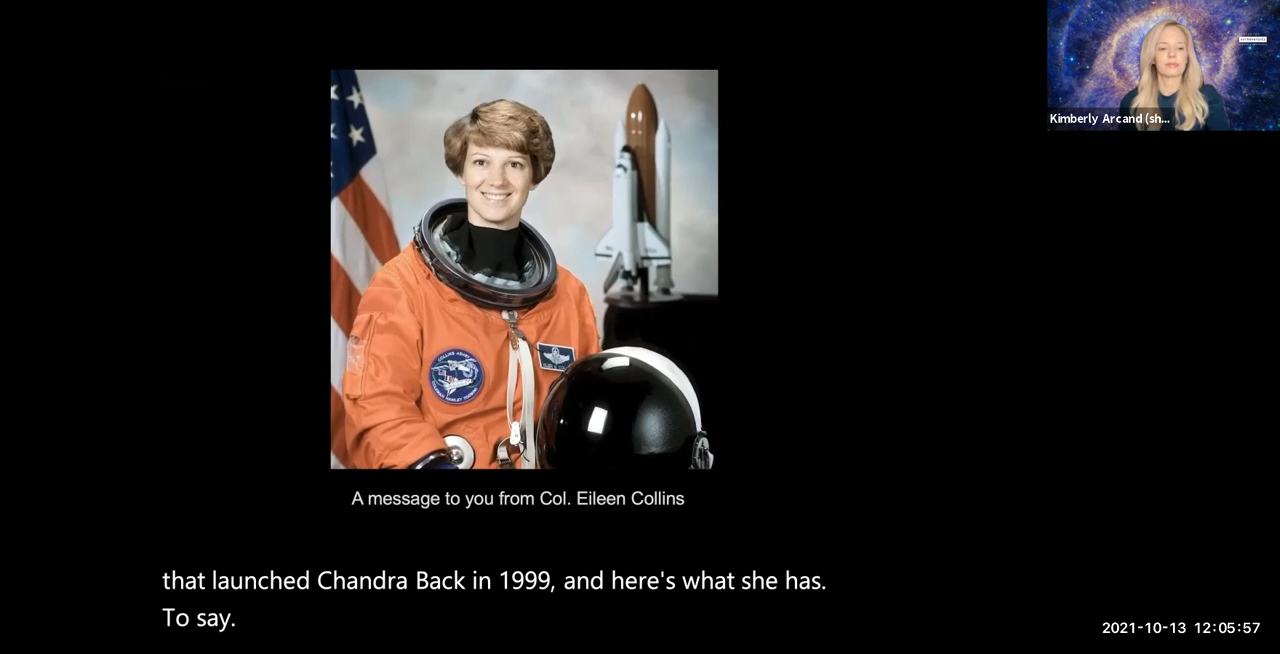 Kimberly Arcand (sh...
A message to you from Col. Eileen Collins
that launched Chandra Back in 1999, and here's what she has.
To say.
2021-10-13 12:05:57